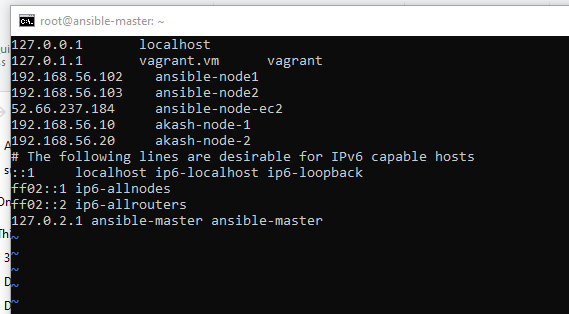 root@ansible-master: ~
127.0.0.1       localhost
127.0.1.1       vagrant.vm      vagrant
192.168.56.102    ansible-node1
192.168.56.103    ansible-node2
52.66.237.184     ansible-node-ec2
192.168.56.10     akash-node-1
192.168.56.20     akash-node-2
# The following lines are desirable for IPv6 capable hosts
::1     localhost ip6-localhost ip6-loopback
ff02::1 ip6-allnodes
ff02::2 ip6-allrouters
127.0.2.1 ansible-master ansible-master
~
~
~
~
~